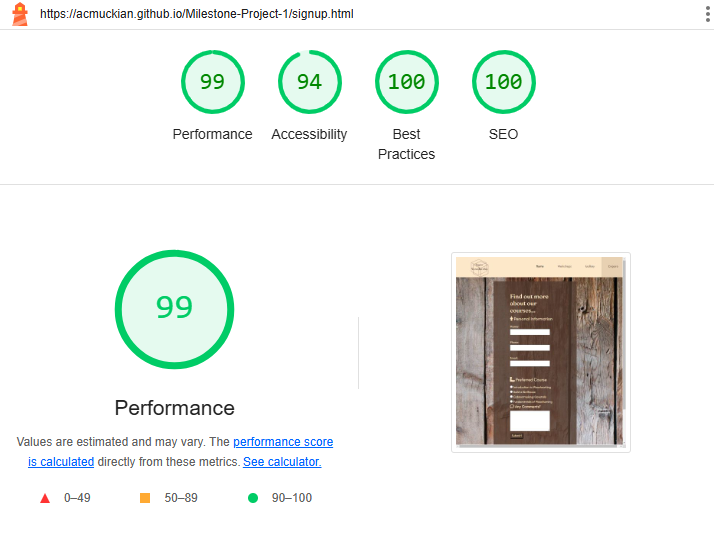 https://acmuckian.github.io/Milestone-Project-1/signup.html
99
94
100
100
Performance
Accessibility
Best
Practices
SEO
99
Performance
Values are estimated and may vary. The performance score
is calculated directly from these metrics. See calculator.
0–49
50–89
90–100
Find out more
about our
courses...
Personal Information
Preferred Course